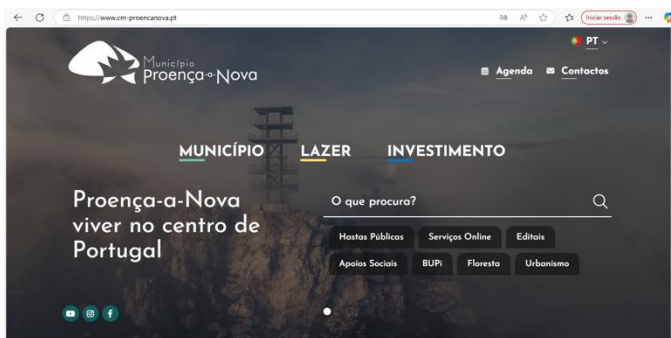 https://www.cm-proencanova.pt
Iniciar sessão
PT
Município
Proença-a-Nova
Agenda
Contactos
MUNICÍPIO LAZER INVESTIMENTO
Proença-a-Nova
viver no centro de
Portugal
O que procura?
Hastas Públicas Serviços Online Editais
Apoios Sociais BUPi Floresta Urbanismo